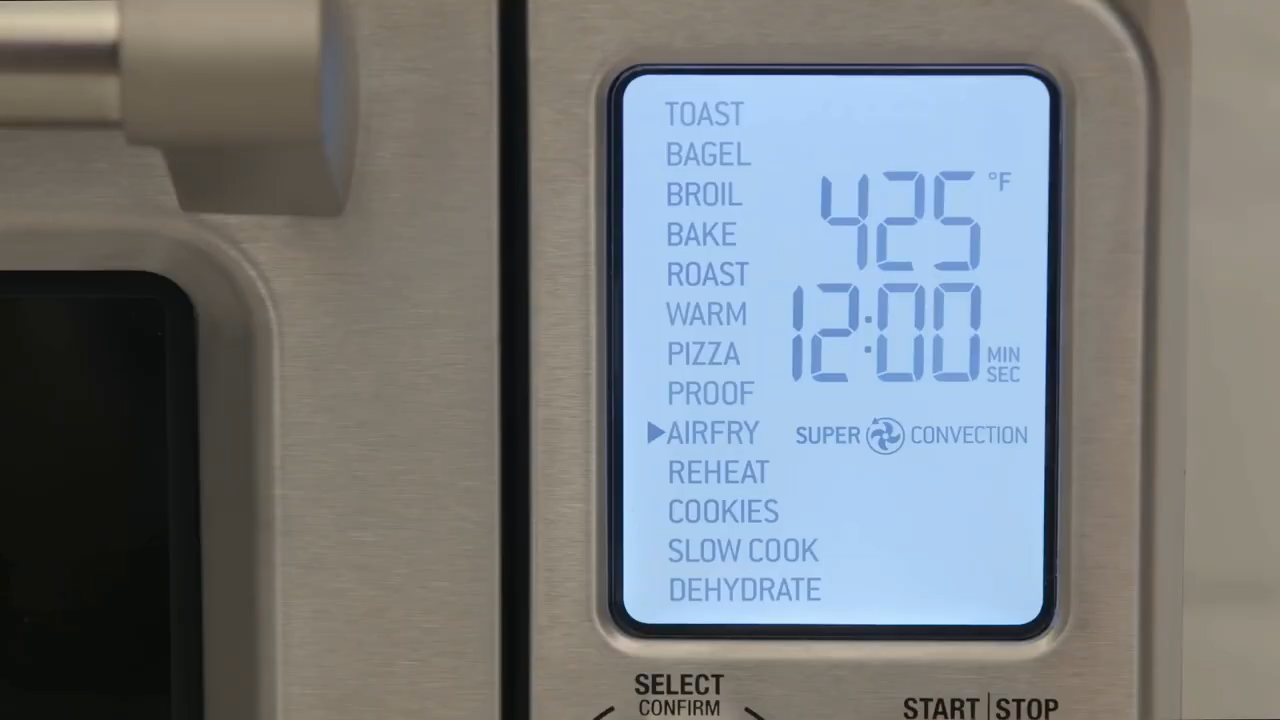 TOAST
BAGEL
BROIL
BAKE
ROAST
WARM
PIZZA
PROOF
AIRFRY
REHEAT
COOKIES
SLOW COOK
DEHYDRATE
425 °F
12:00 MIN
SEC
SUPER CONVECTION
SELECT
CONFIRM
START|STOP